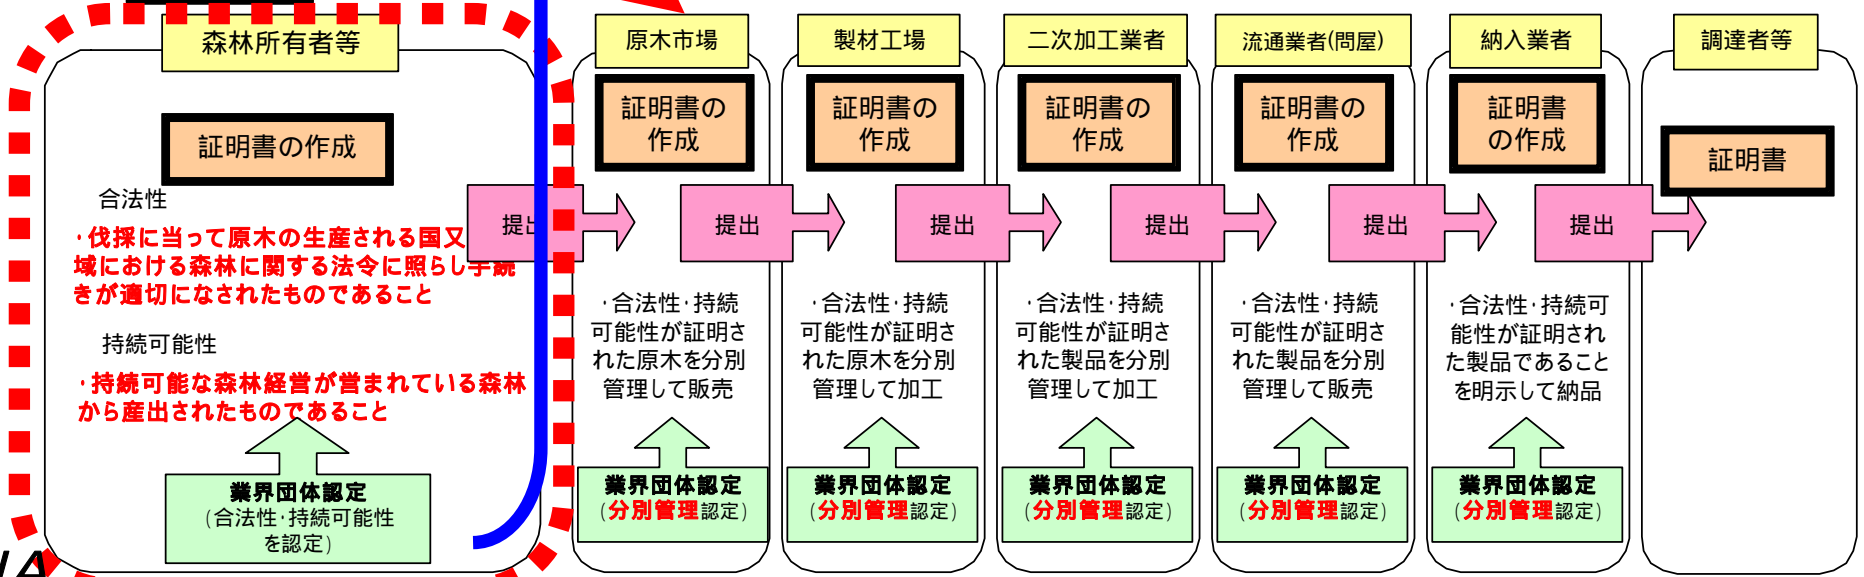 森林所有者等
証明書の作成
合法性
・伐採に当って原木の生産される国又
域における森林に関する法令に照らし手続
きが適切になされたものであること
持続可能性
・持続可能な森林経営が営まれている森林
から産出されたものであること
業界団体認定
(合法性・持続可能性
を認定)
提出
原木市場
証明書の
作成
提出
・合法性・持続
可能性が証明さ
れた原木を分別
管理して販売
業界団体認定
(分別管理認定)
製材工場
証明書の
作成
提出
・合法性・持続
可能性が証明さ
れた原木を分別
管理して加工
業界団体認定
(分別管理認定)
二次加工業者
証明書の
作成
提出
・合法性・持続
可能性が証明さ
れた製品を分別
管理して加工
業界団体認定
(分別管理認定)
流通業者(問屋)
証明書の
作成
提出
・合法性・持続
可能性が証明さ
れた製品を分別
管理して販売
業界団体認定
(分別管理認定)
納入業者
証明書
の作成
提出
・合法性・持続可
能性が証明され
た製品であること
を明示して納品
業界団体認定
(分別管理認定)
調達者等
証明書